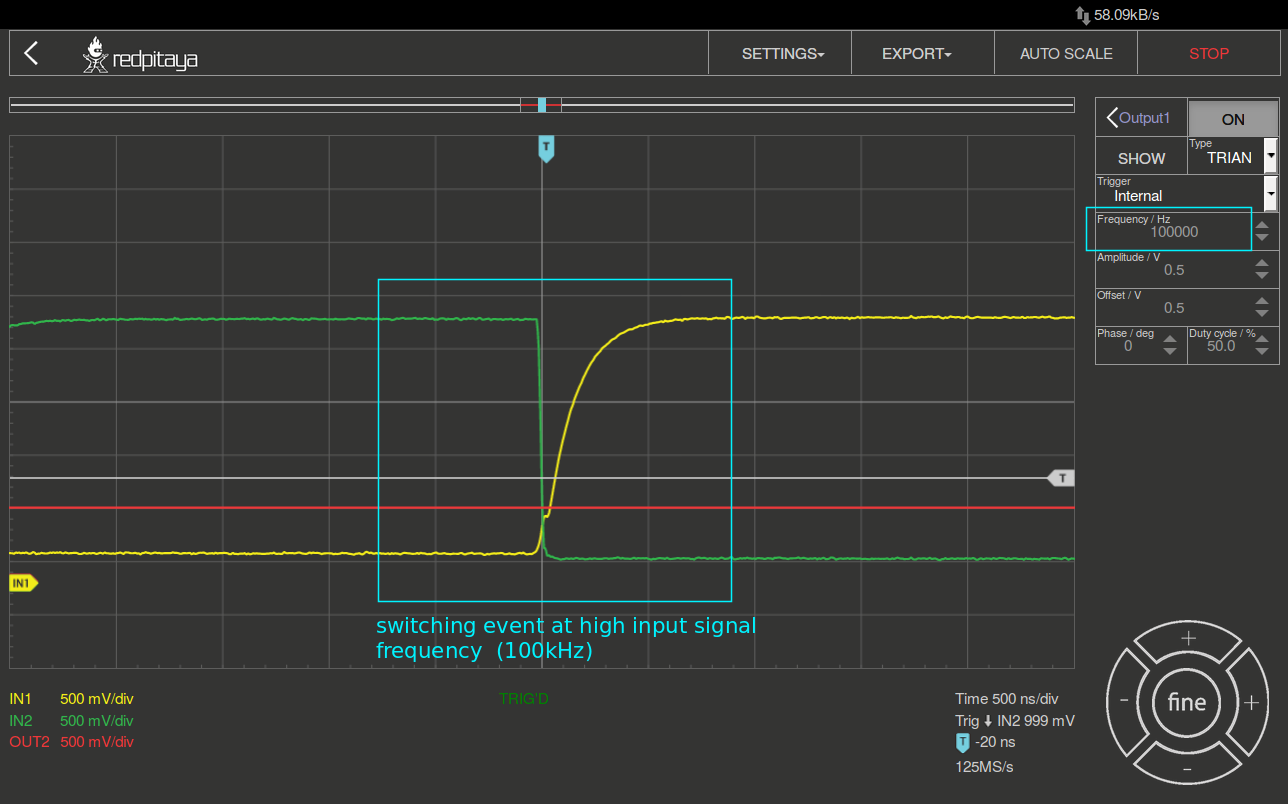 58.09kB/s
redpitaya
SETTINGS
EXPORT
AUTO SCALE
STOP
Output1
ON
SHOW
Type
TRIAN
Trigger
Internal
Frequency / Hz
100000
Amplitude / V
0.5
Offset / V
0.5
Phase / deg
0
Duty cycle / %
50.0
T
T
IN1
switching event at high input signal
frequency (100kHz)
IN1 500 mV/div
IN2 500 mV/div
OUT2 500 mV/div
TRIG'D
Time 500 ns/div
Trig IN2 999 mV
T -20 ns
125MS/s
+
- fine +
-